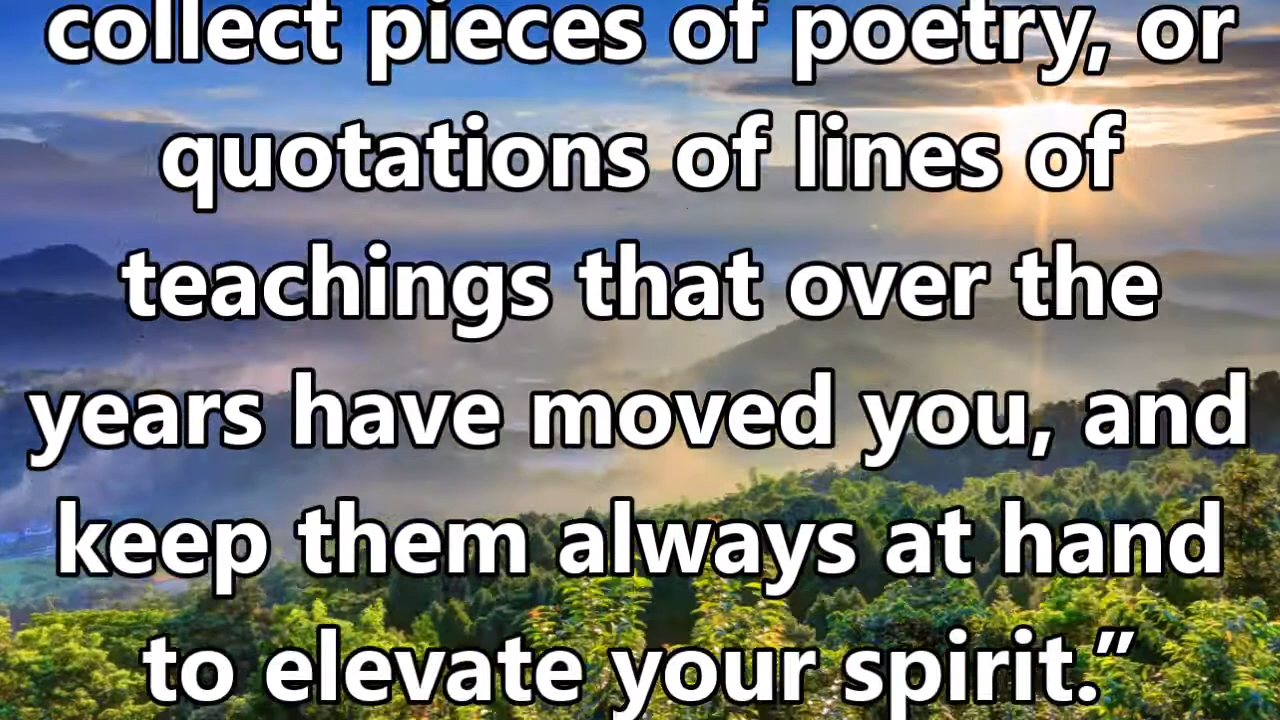 collect pieces of poetry, or
quotations of lines of
teachings that over the
years have moved you, and
keep them always at hand
to elevate your spirit.”